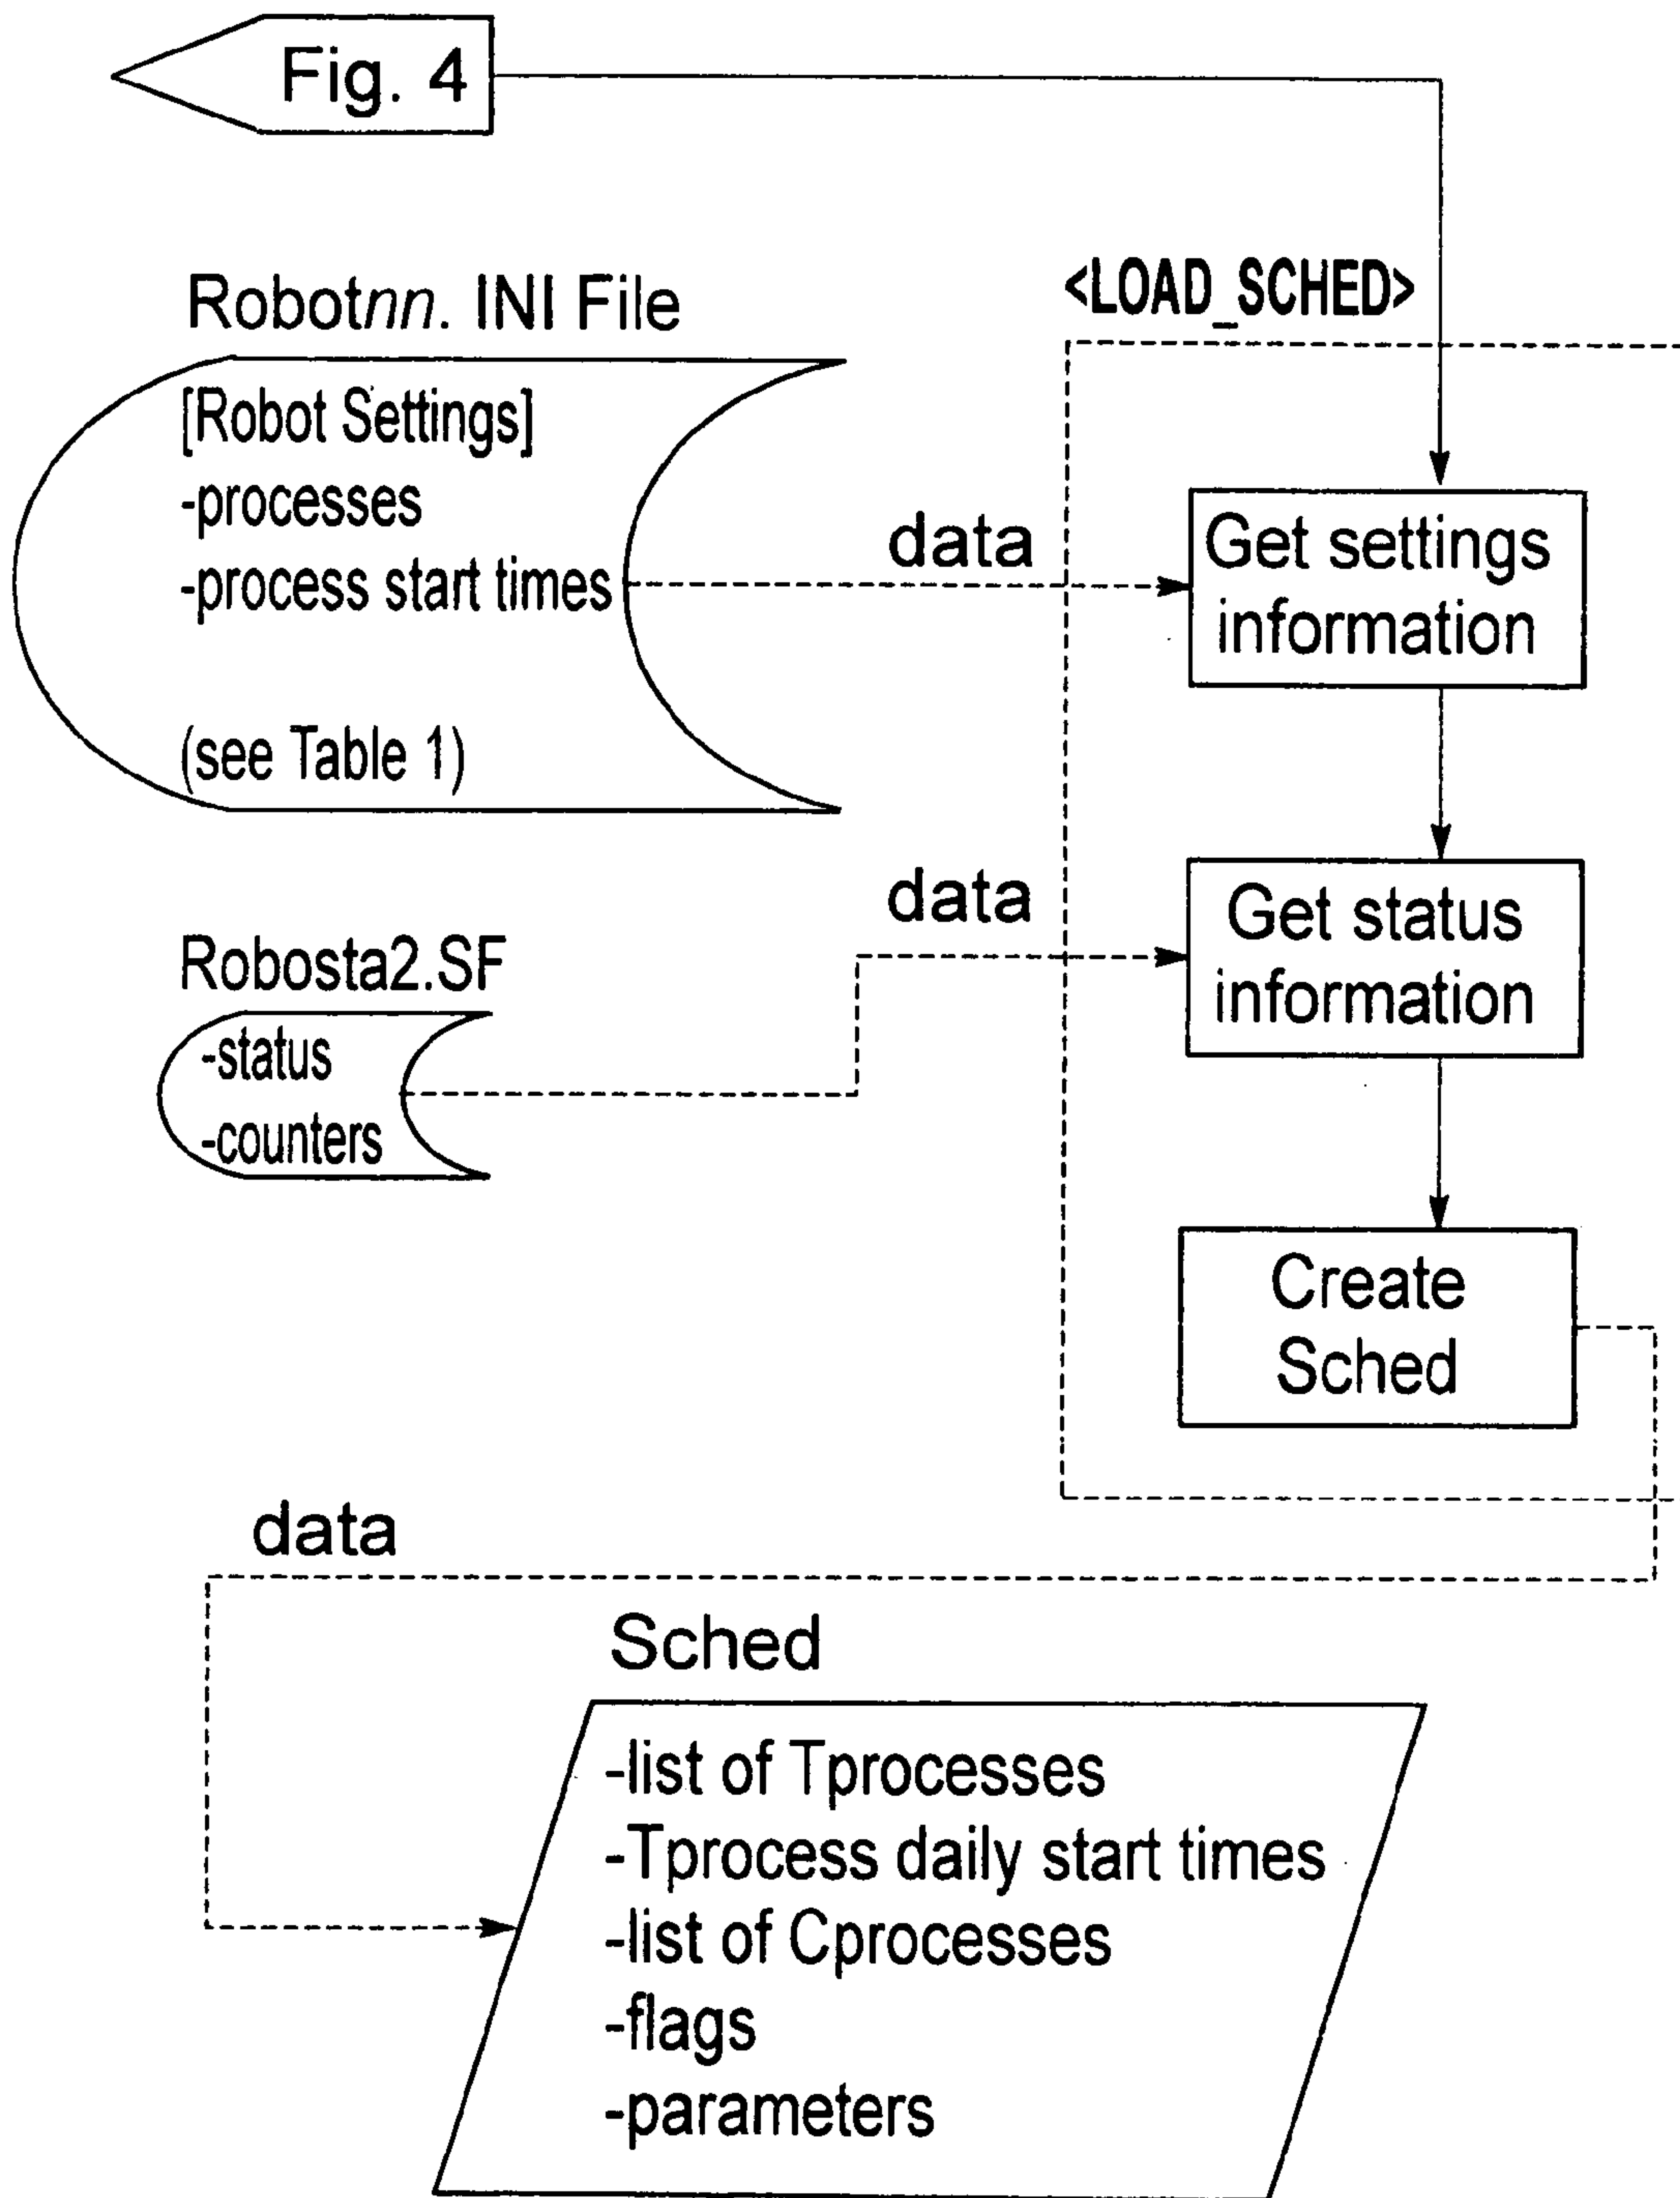 Fig. 4
<LOAD_SCHED>
Robotnn. INI File
[Robot Settings]
-processes
-process start times
(see Table 1)
data
Get settings
information
data
Get status
information
Robosta2.SF
-status
-counters
Create
Sched
data
Sched
-list of Tprocesses
-Tprocess daily start times
-list of Cprocesses
-flags
-parameters